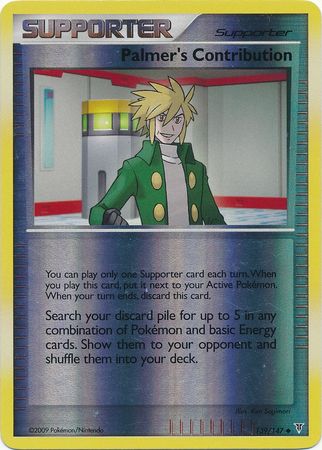 SUPPORTER
Supporter
Palmer's Contribution
You can play only one Supporter card each turn. When
you play this card, put it next to your Active Pokémon.
When your turn ends, discard this card.
Search your discard pile for up to 5 in any
combination of Pokémon and basic Energy
cards. Show them to your opponent and
shuffle them into your deck.
Illus. Ken Sugimori
©2009 Pokémon/Nintendo
139/147